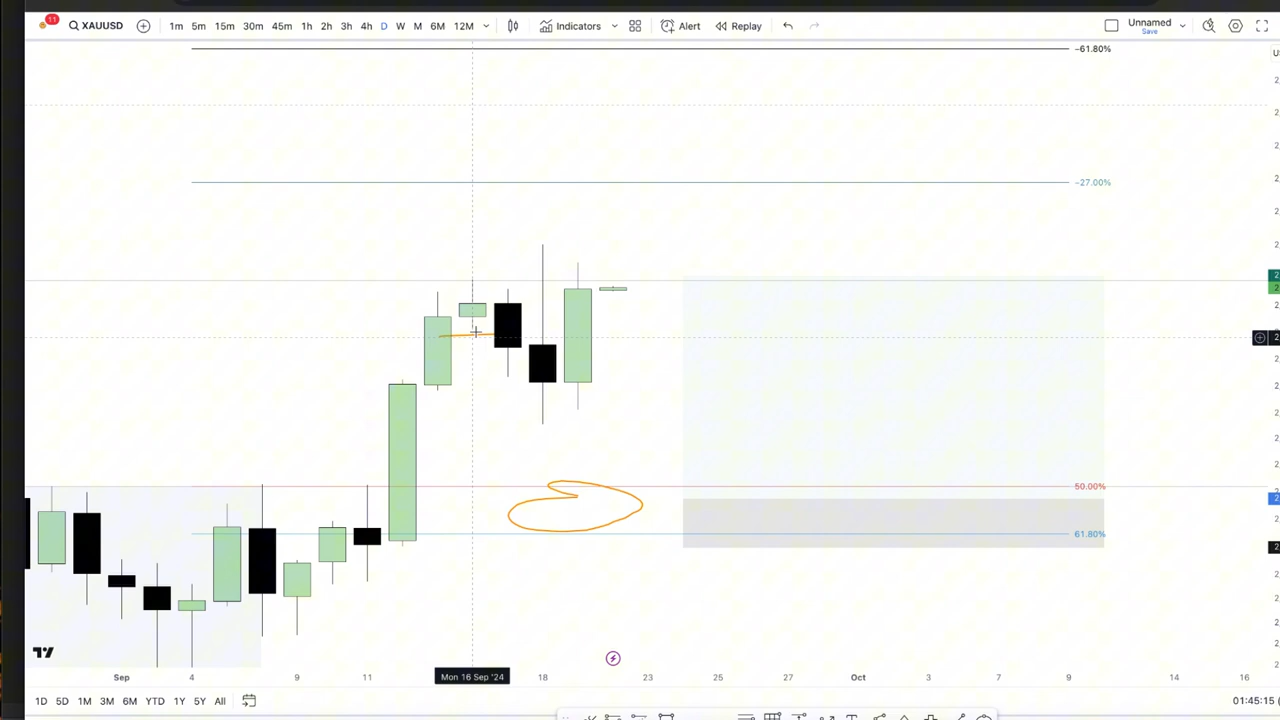 11
XAUUSD
1m 5m 15m 30m 45m 1h 2h 3h 4h D W M 6M 12M
Indicators
Alert
Replay
Unnamed
Save
−61.80%
−27.00%
50.00%
61.80%
Sep 4 9 11 Mon 16 Sep '24 18 23 25 27 Oct 3 7 9 14 16
1D 5D 1M 3M 6M YTD 1Y 5Y All
01:45:15